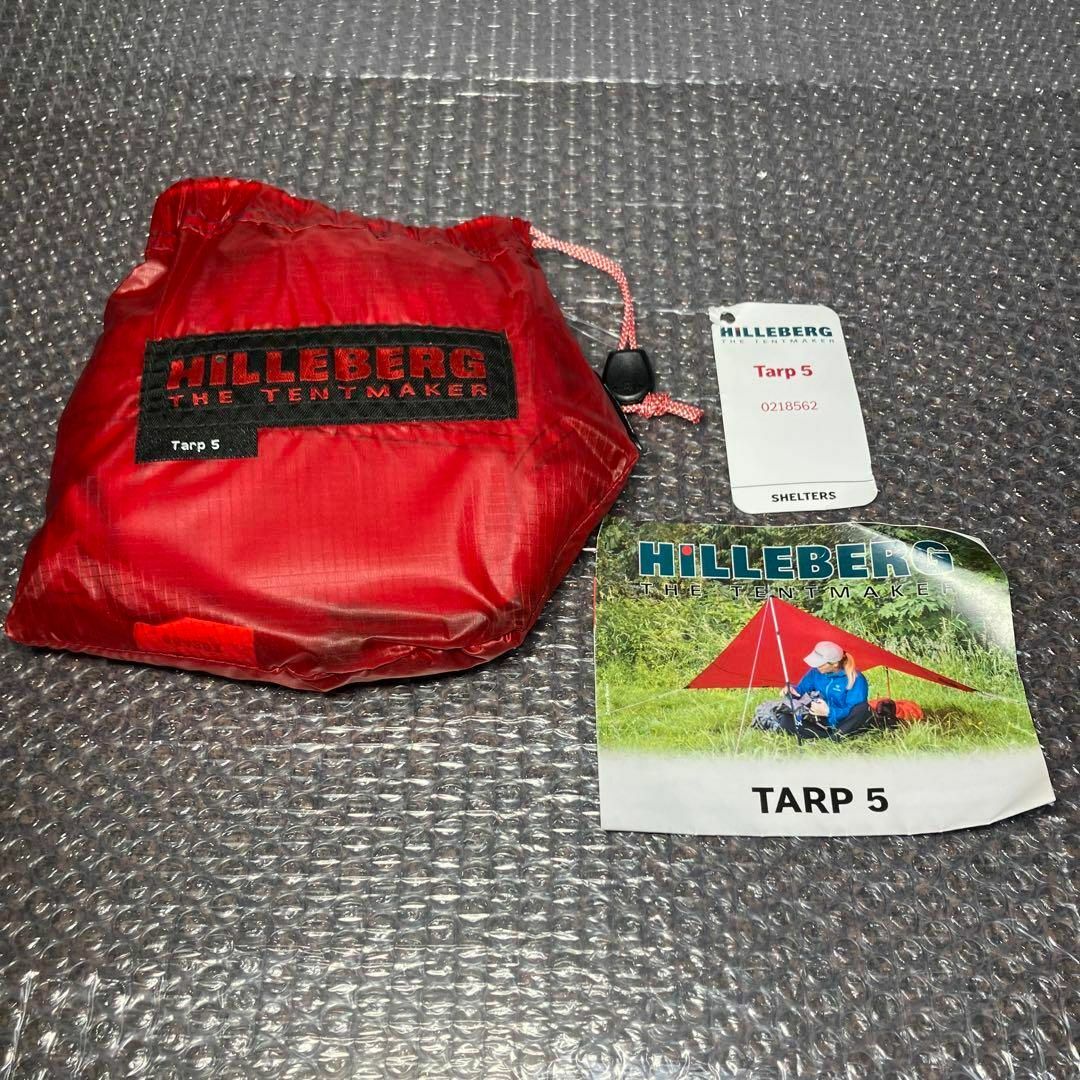 HiLLEBERG
THE TENTMAKER
Tarp 5
HiLLEBERG
THE TENTMAKER
Tarp 5
0218562
SHELTERS
HiLLEBERG
THE TENTMAKER
TARP 5